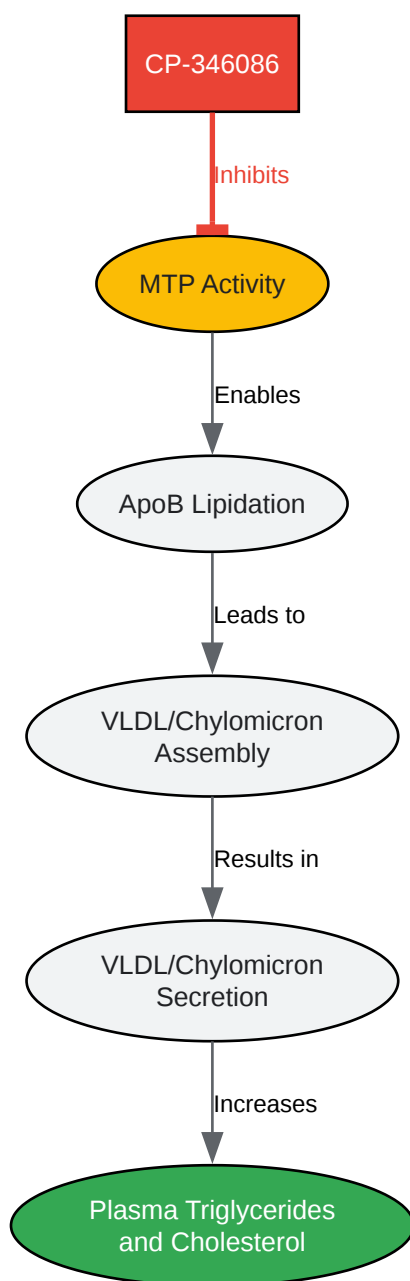 CP-346086
Inhibits
MTP Activity
Enables
ApoB Lipidation
Leads to
VLDL/Chylomicron
Assembly
Results in
VLDL/Chylomicron
Secretion
Increases
Plasma Triglycerides
and Cholesterol